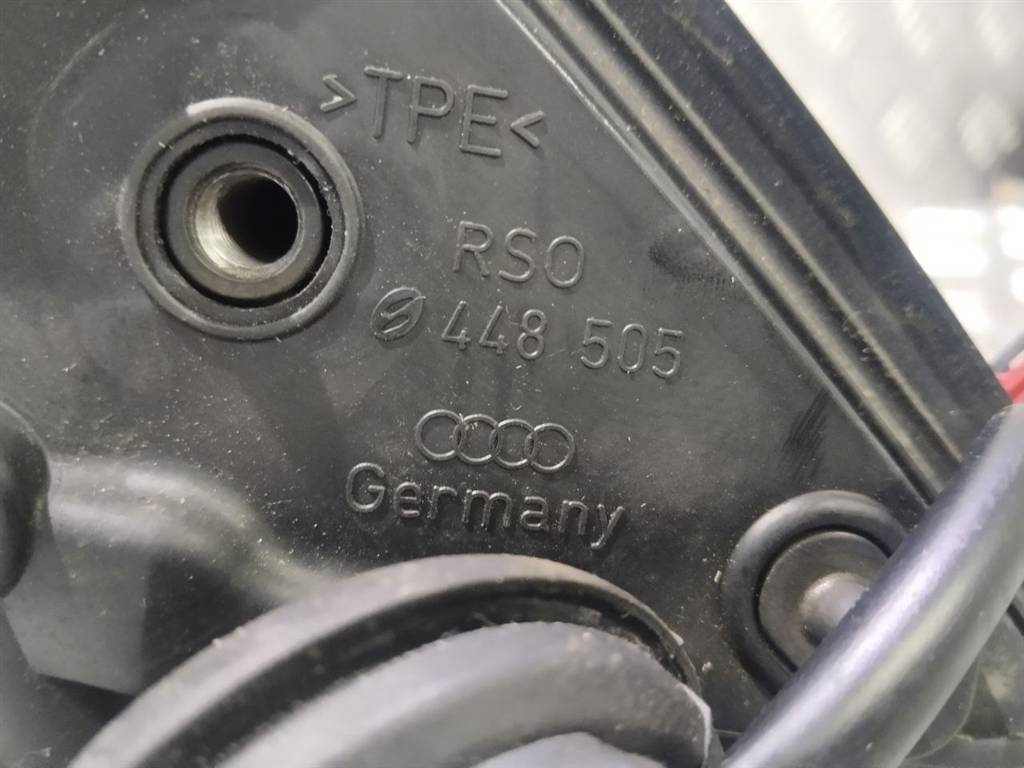 >TPE<
RSO
448 505
Germany